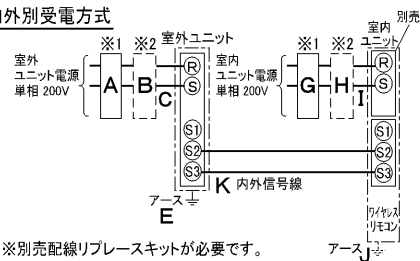 内外別受電方式
別売
※1 ※2 室外ユニット ※1 ※2 室内ユニット
室外
ユニット電源
単相 200V
A B C R S
室内
ユニット電源
単相 200V
G H I R S
S1 S1
S2 S2
S3 S3
K 内外信号線
アース
E
ワイヤレス
リモコン
アース J
※別売配線リプレースキットが必要です。